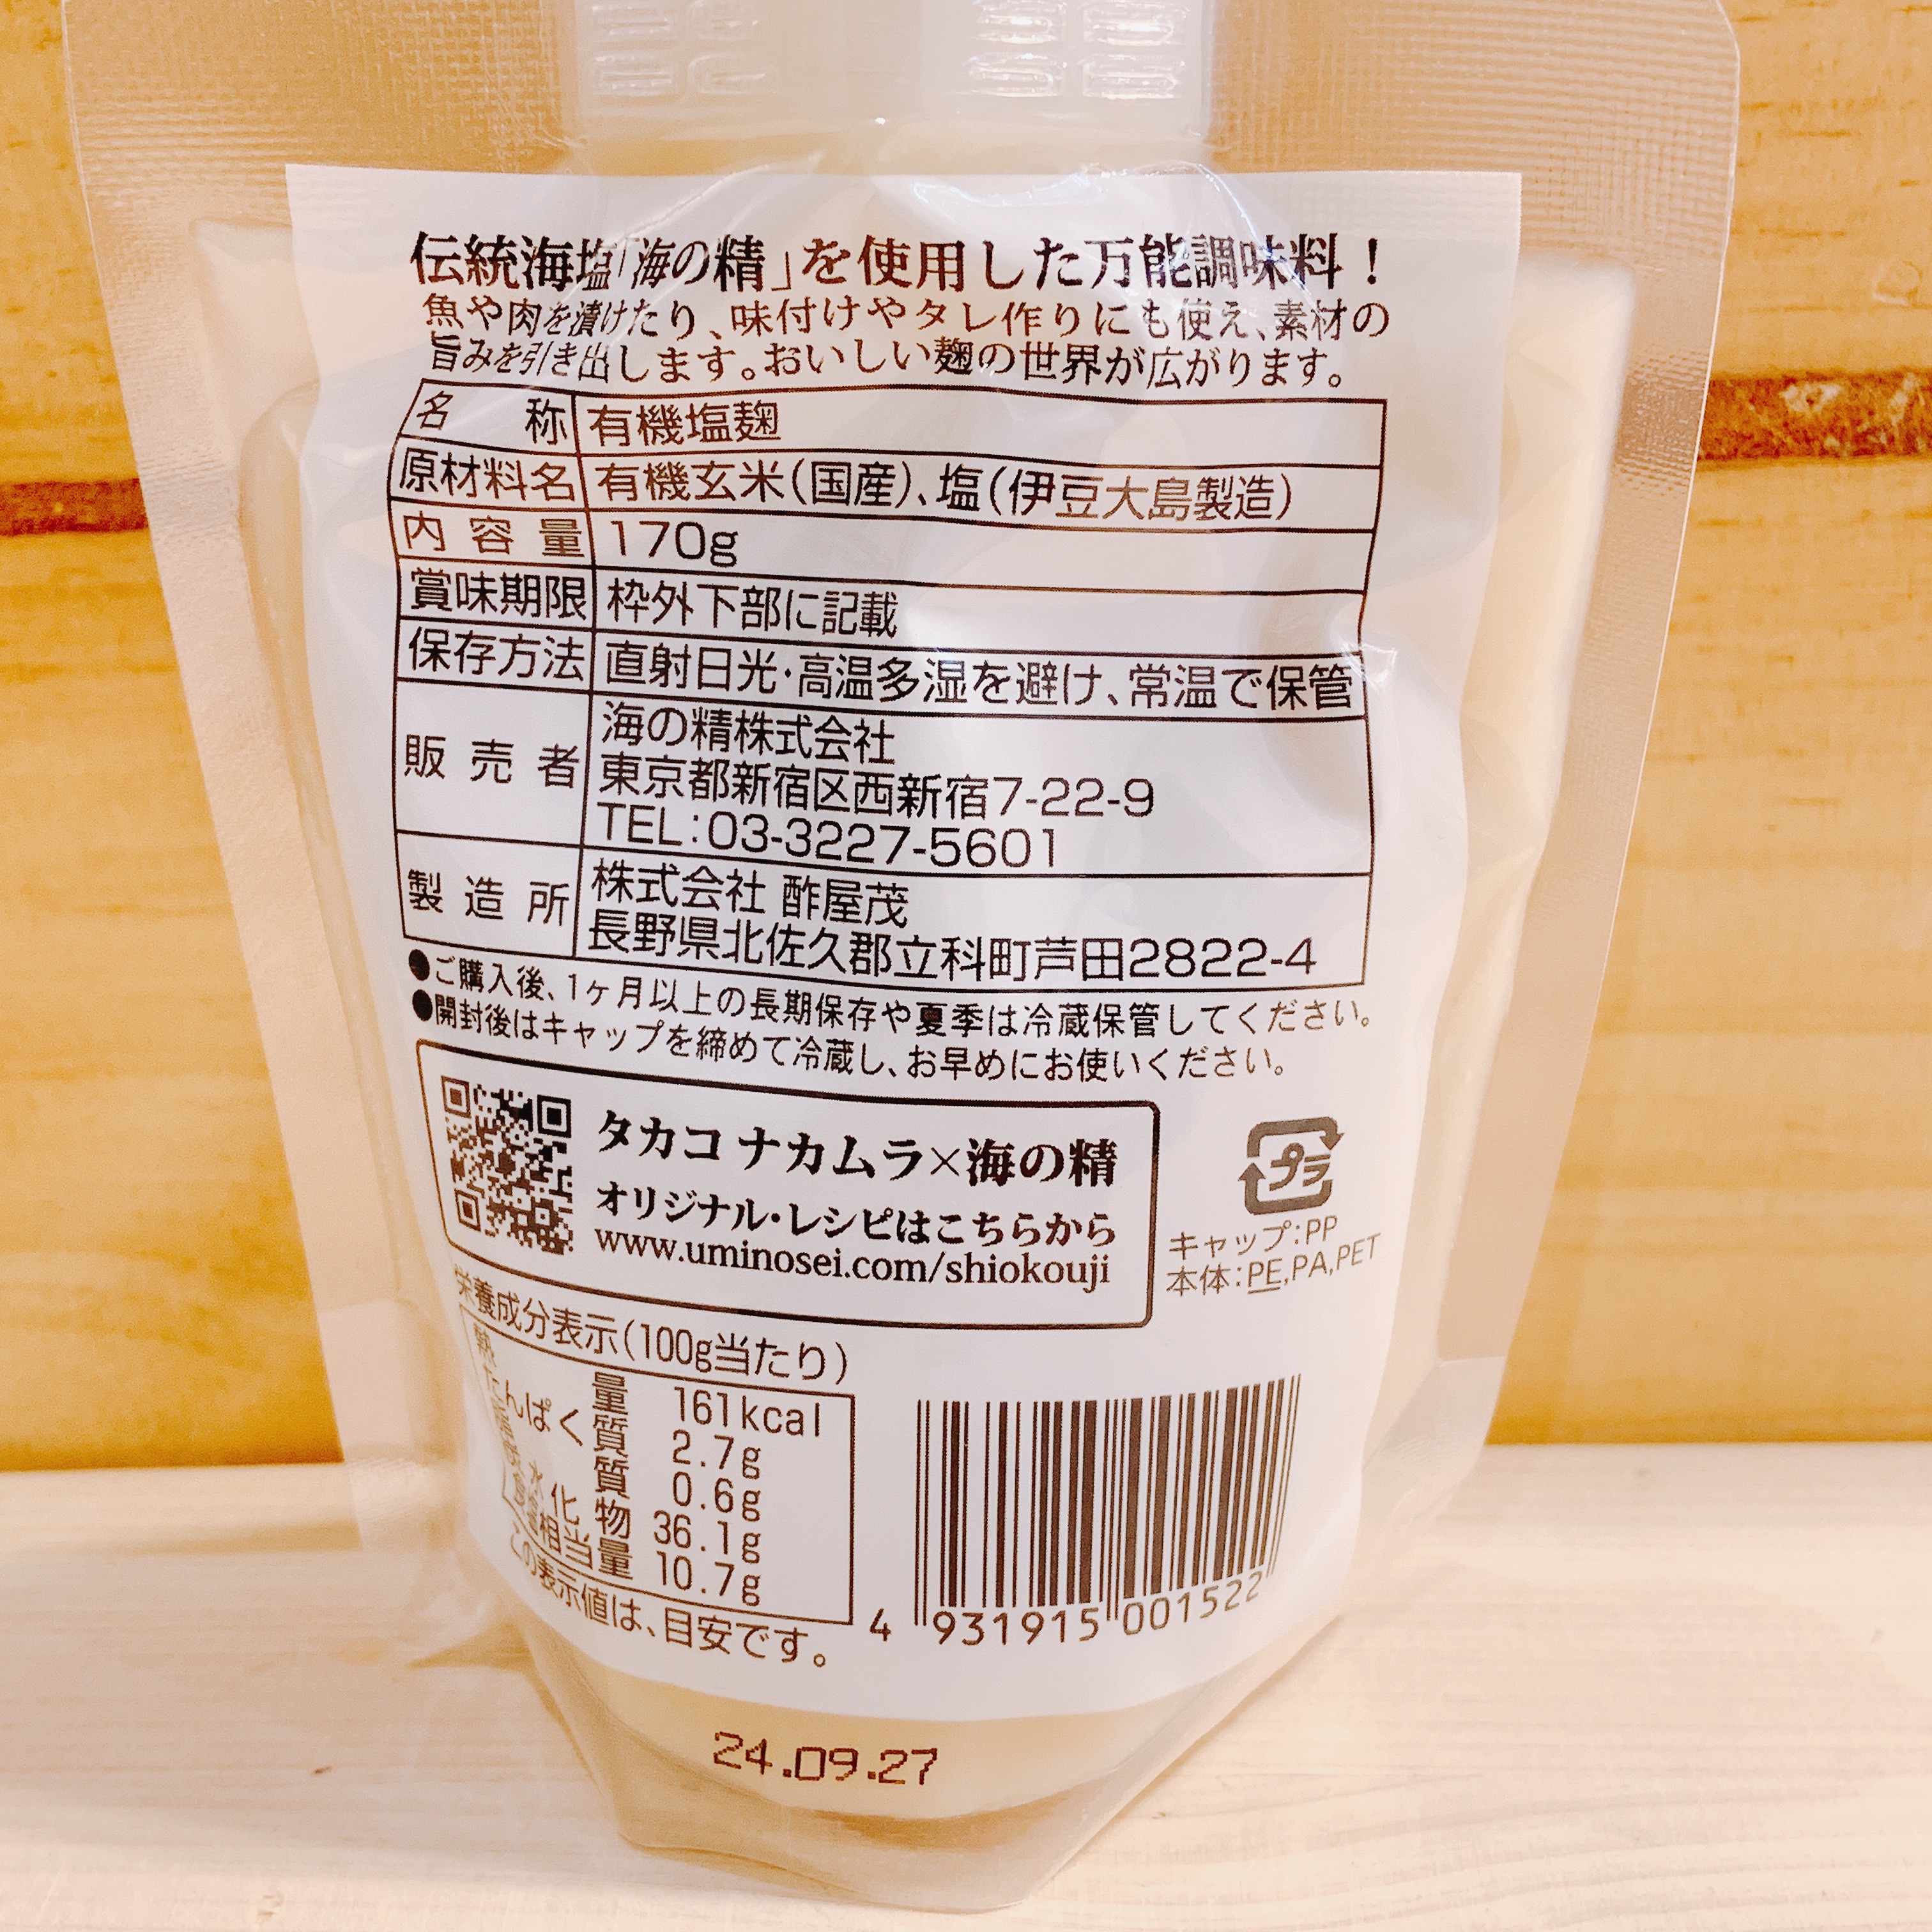 伝統海塩「海の精」を使用した万能調味料！
魚や肉を漬けたり、味付けやタレ作りにも使え、素材の
旨みを引き出します。おいしい麹の世界が広がります。
名称 有機塩麹
原材料名 有機玄米(国産)、塩(伊豆大島製造)
内容量 170g
賞味期限 枠外下部に記載
保存方法 直射日光・高温多湿を避け、常温で保管
販売者 海の精株式会社
東京都新宿区西新宿7-22-9
TEL:03-3227-5601
製造所 株式会社 酢屋茂
長野県北佐久郡立科町芦田2822-4
●ご購入後、1ヶ月以上の長期保存や夏季は冷蔵保管してください。
●開封後はキャップを締めて冷蔵し、お早めにお使いください。
タカコ ナカムラ×海の精
オリジナル・レシピはこちらから
www.uminosei.com/shiokouji
プラ
キャップ:PP
本体:PE,PA,PET
栄養成分表示(100g当たり)
熱量 161kcal
たんぱく質 2.7g
脂質 0.6g
炭水化物 36.1g
食塩相当量 10.7g
この表示値は、目安です。
4 931915 001522
24.09.27